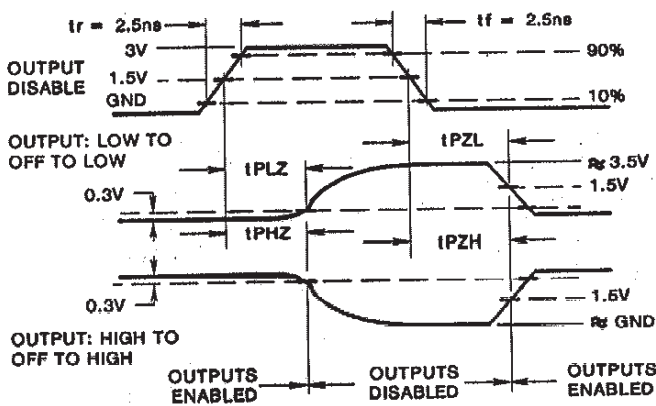 tr = 2.5ns
tf = 2.5ns
3V
90%
OUTPUT
DISABLE
1.5V
GND
10%
OUTPUT: LOW TO
OFF TO LOW
tPLZ
tPZL
≈ 3.5V
0.3V
1.5V
tPHZ
tPZH
0.3V
1.5V
≈ GND
OUTPUT: HIGH TO
OFF TO HIGH
OUTPUTS
ENABLED
OUTPUTS
DISABLED
OUTPUTS
ENABLED